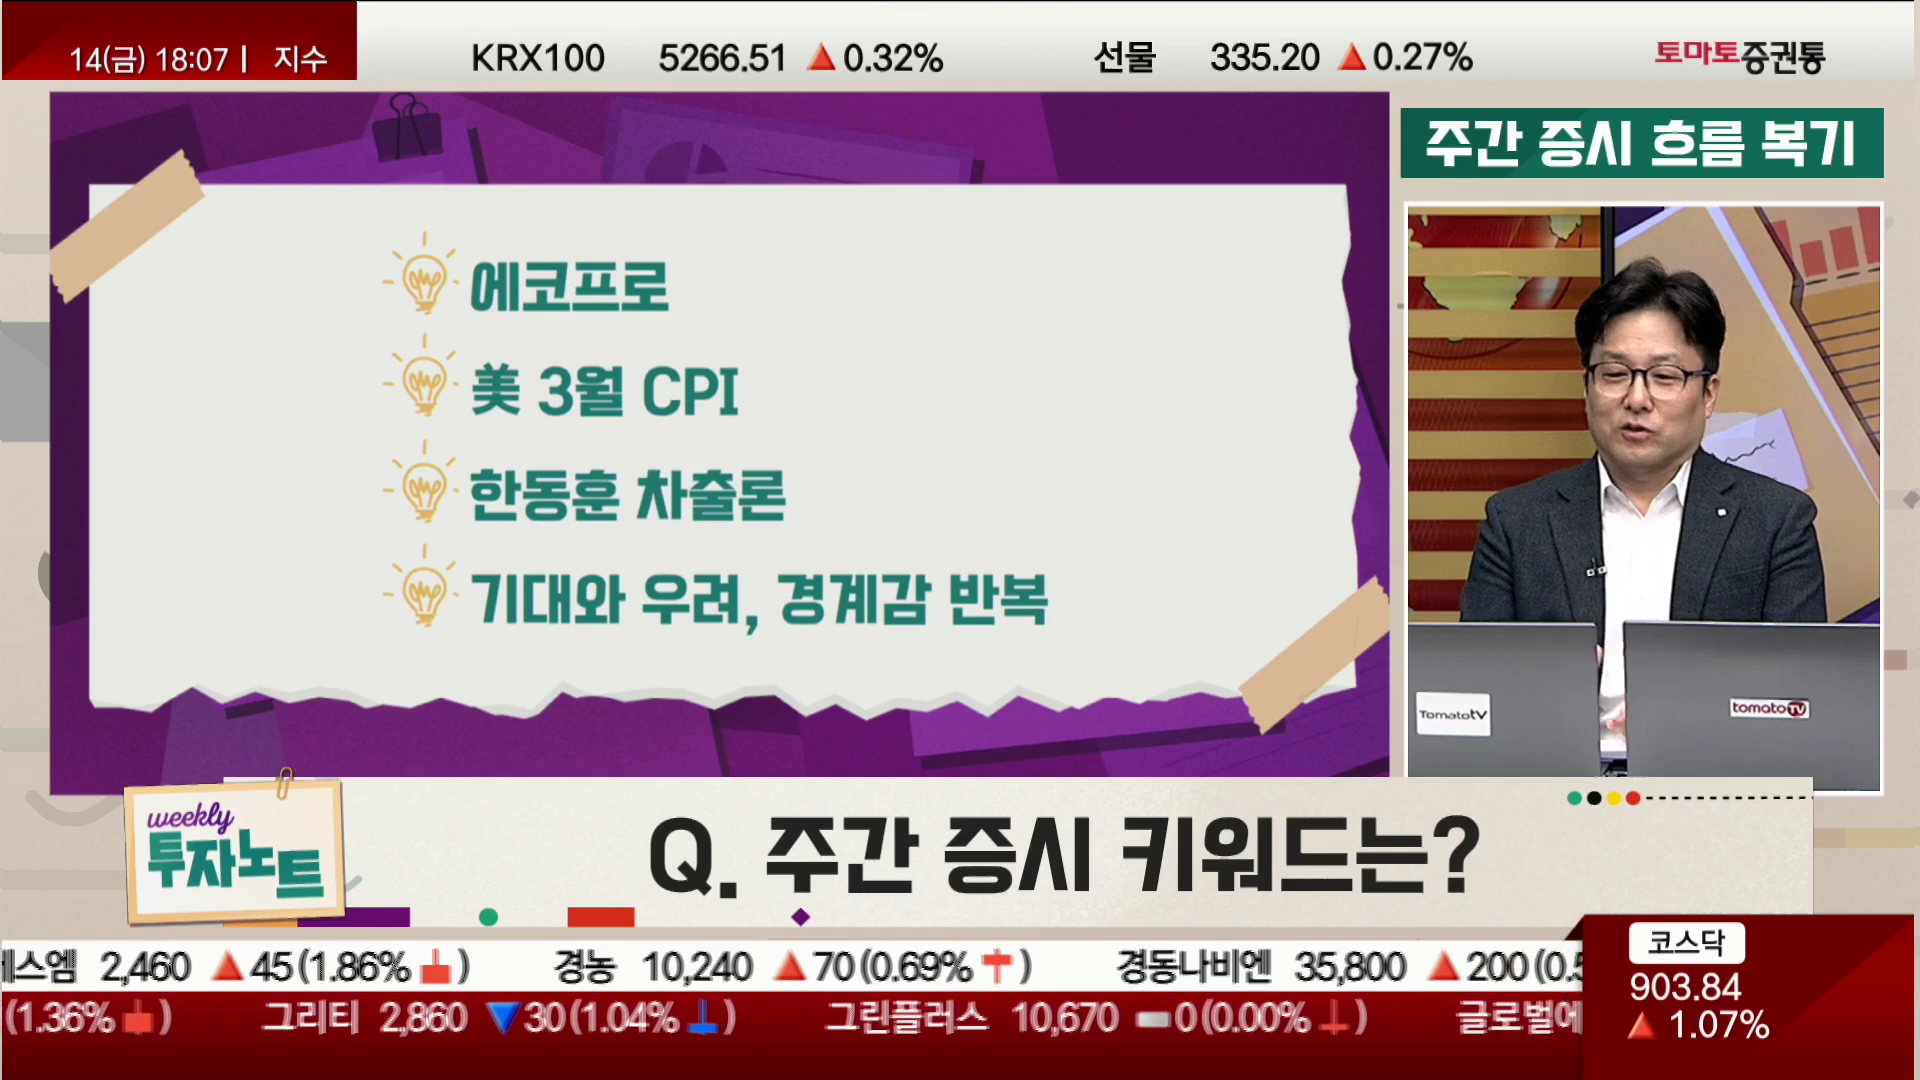 14(금) 18:07 | 지수 KRX100 5266.51 ▲0.32% 선물 335.20 ▲0.27% 토마토증권통
주간 증시 흐름 복기
에코프로
美 3월 CPI
한동훈 차출론
기대와 우려, 경계감 반복
Tomatotv tomatoTV
weekly
투자노트
Q. 주간 증시 키워드는?
2,460 ▲45(1.86%) 경농 10,240 ▲70(0.69%) 경동나비엔 35,800 ▲200
(1.36%) 그리티 2,860 ▼30(1.04%) 그린플러스 10,670 0(0.00%)
코스닥
903.84
▲ 1.07%